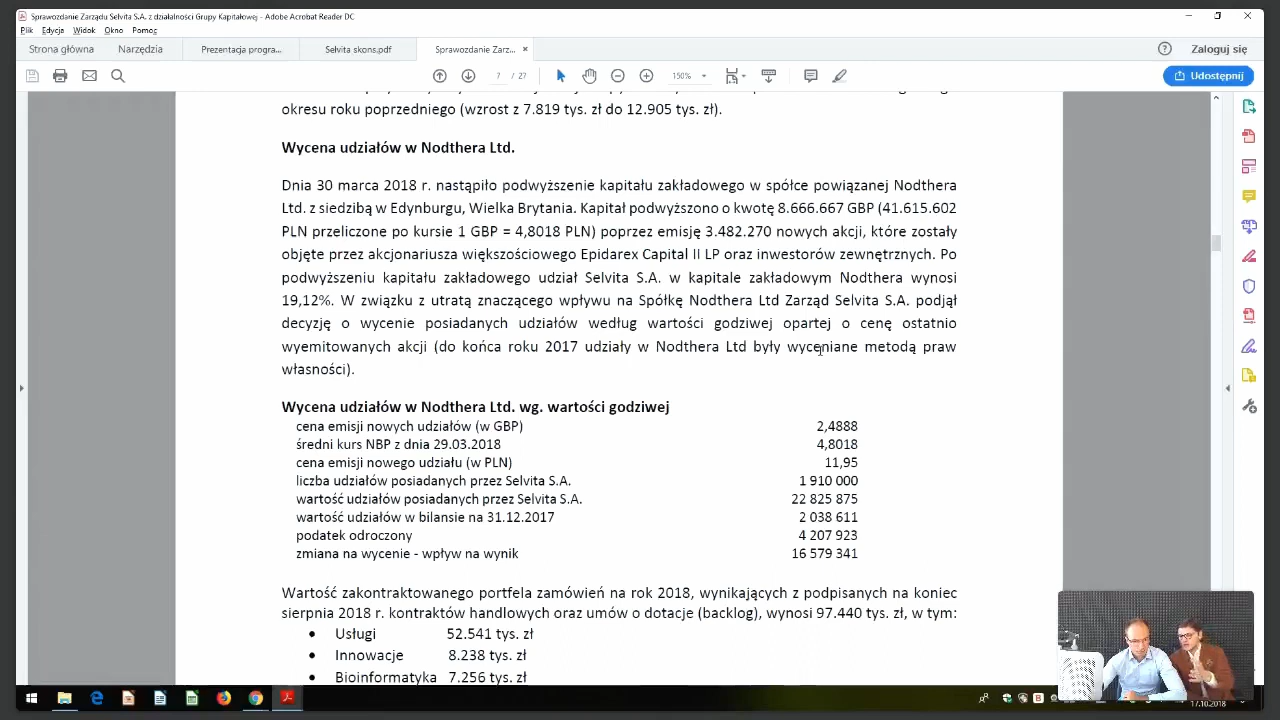 Sprawozdanie Zarządu Selvita S.A. z działalności Grupy Kapitałowej - Adobe Acrobat Reader DC
Plik Edycja Widok Okno Pomoc
Strona główna Narzędzia Prezentacja progra... Selvita skons.pdf Sprawozdanie Zarz... × Zaloguj się
7 / 27 150% Udostępnij
okresu roku poprzedniego (wzrost z 7.819 tys. zł do 12.905 tys. zł).
Wycena udziałów w Nodthera Ltd.
Dnia 30 marca 2018 r. nastąpiło podwyższenie kapitału zakładowego w spółce powiązanej Nodthera
Ltd. z siedzibą w Edynburgu, Wielka Brytania. Kapitał podwyższono o kwotę 8.666.667 GBP (41.615.602
PLN przeliczone po kursie 1 GBP = 4,8018 PLN) poprzez emisję 3.482.270 nowych akcji, które zostały
objęte przez akcjonariusza większościowego Epidarex Capital II LP oraz inwestorów zewnętrznych. Po
podwyższeniu kapitału zakładowego udział Selvita S.A. w kapitale zakładowym Nodthera wynosi
19,12%. W związku z utratą znaczącego wpływu na Spółkę Nodthera Ltd Zarząd Selvita S.A. podjął
decyzję o wycenie posiadanych udziałów według wartości godziwej opartej o cenę ostatnio
wyemitowanych akcji (do końca roku 2017 udziały w Nodthera Ltd były wyceniane metodą praw
własności).
Wycena udziałów w Nodthera Ltd. wg. wartości godziwej
cena emisji nowych udziałów (w GBP) 2,4888
średni kurs NBP z dnia 29.03.2018 4,8018
cena emisji nowego udziału (w PLN) 11,95
liczba udziałów posiadanych przez Selvita S.A. 1 910 000
wartość udziałów posiadanych przez Selvita S.A. 22 825 875
wartość udziałów w bilansie na 31.12.2017 2 038 611
podatek odroczony 4 207 923
zmiana na wycenie - wpływ na wynik 16 579 341
Wartość zakontraktowanego portfela zamówień na rok 2018, wynikających z podpisanych na koniec
sierpnia 2018 r. kontraktów handlowych oraz umów o dotacje (backlog), wynosi 97.440 tys. zł, w tym:
• Usługi 52.541 tys. zł
• Innowacje 8.238 tys. zł
• Bioinformatyka 7.256 tys. zł
17.10.2018